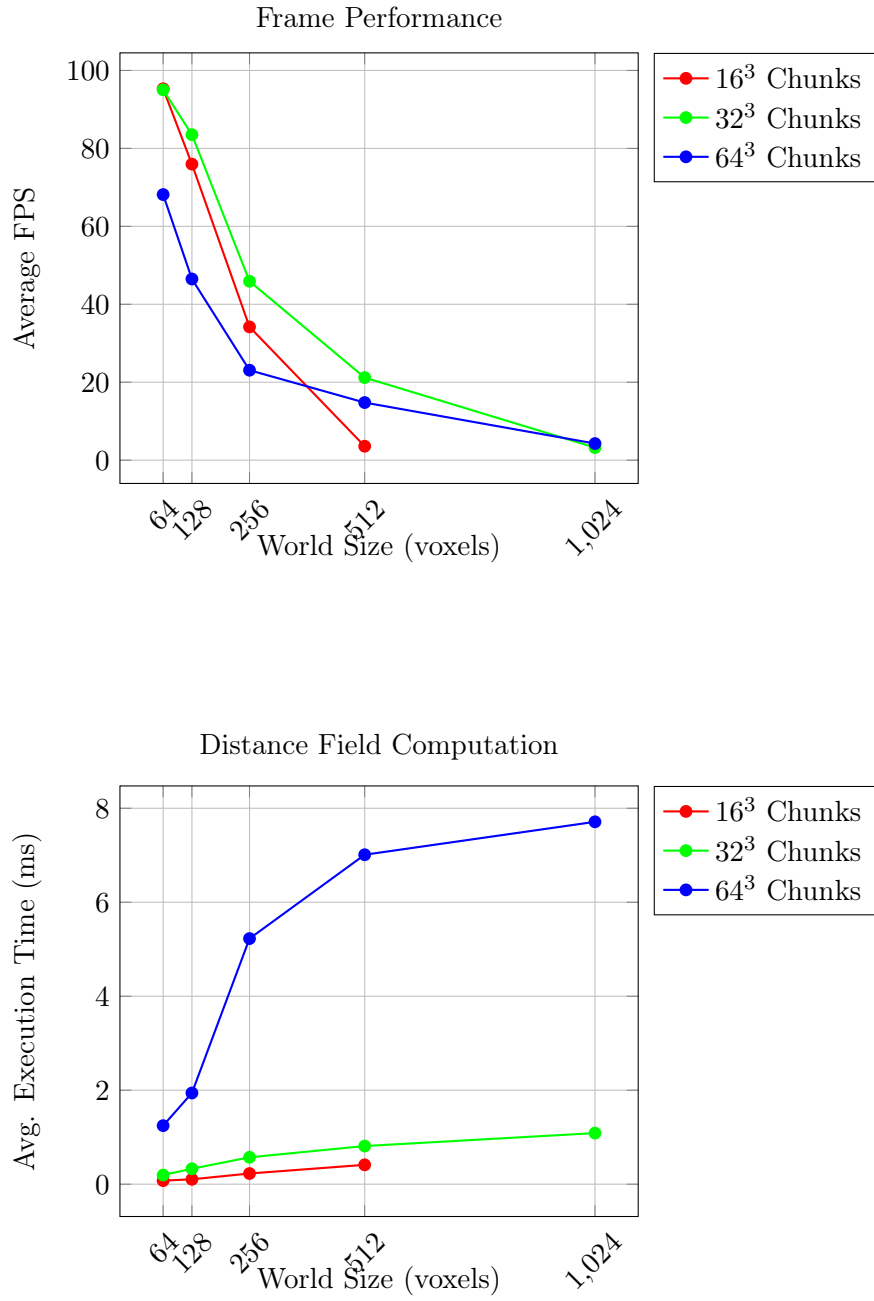 Frame Performance
100
80
60
40
20
0
Average FPS
64
128
256
512
1,024
World Size (voxels)
16³ Chunks
32³ Chunks
64³ Chunks
Distance Field Computation
8
6
4
2
0
Avg. Execution Time (ms)
64
128
256
512
1,024
World Size (voxels)
16³ Chunks
32³ Chunks
64³ Chunks